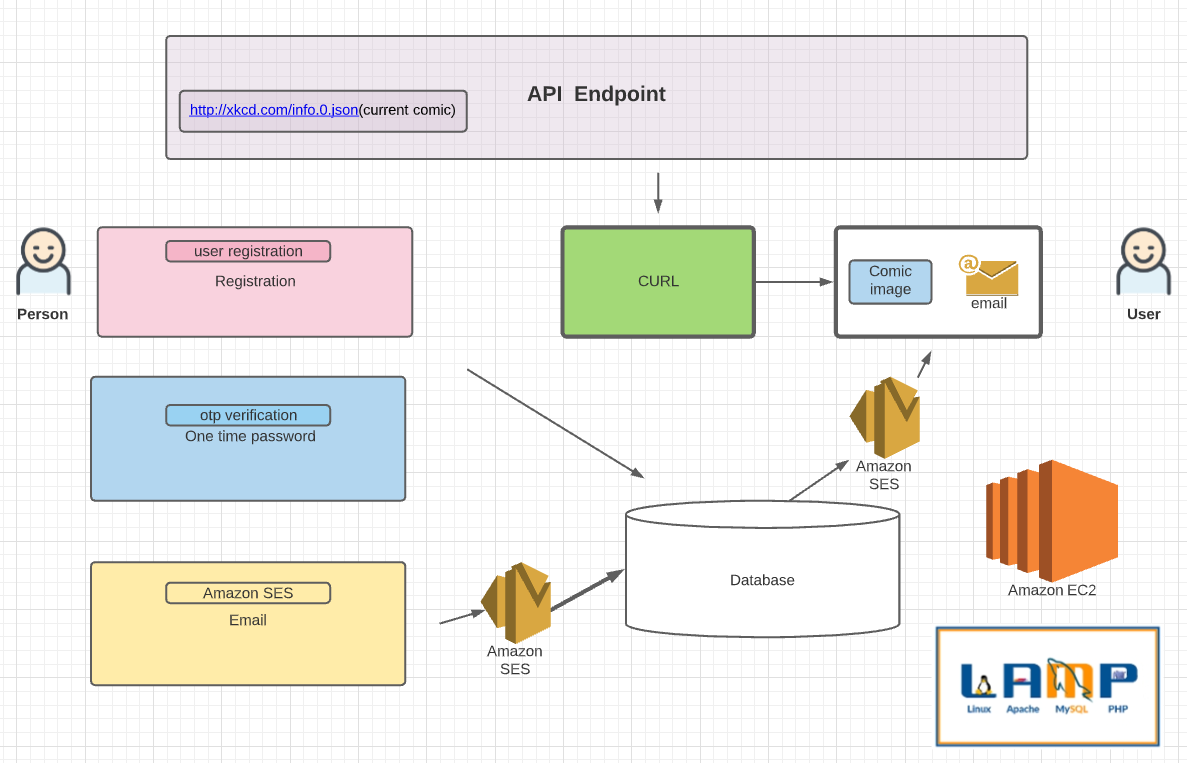 API  Endpoint
http://xkcd.com/info.0.json(current comic)
Person
user registration
Registration
CURL
Comic
image
@
email
User
otp verification
One time password
Amazon
SES
Amazon SES
Email
Amazon
SES
Database
Amazon EC2
LAMP
Linux Apache MySQL PHP